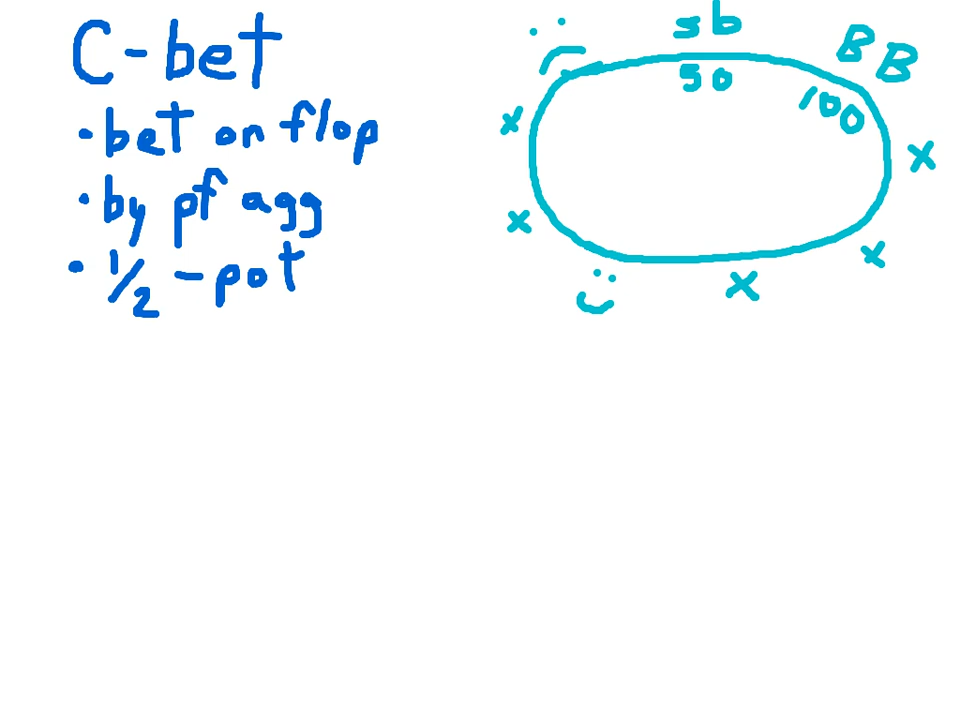 C-bet
• bet on flop
• by pf agg
• 1/2 - pot
sb
BB
50
100
x
x
x
x
x
x